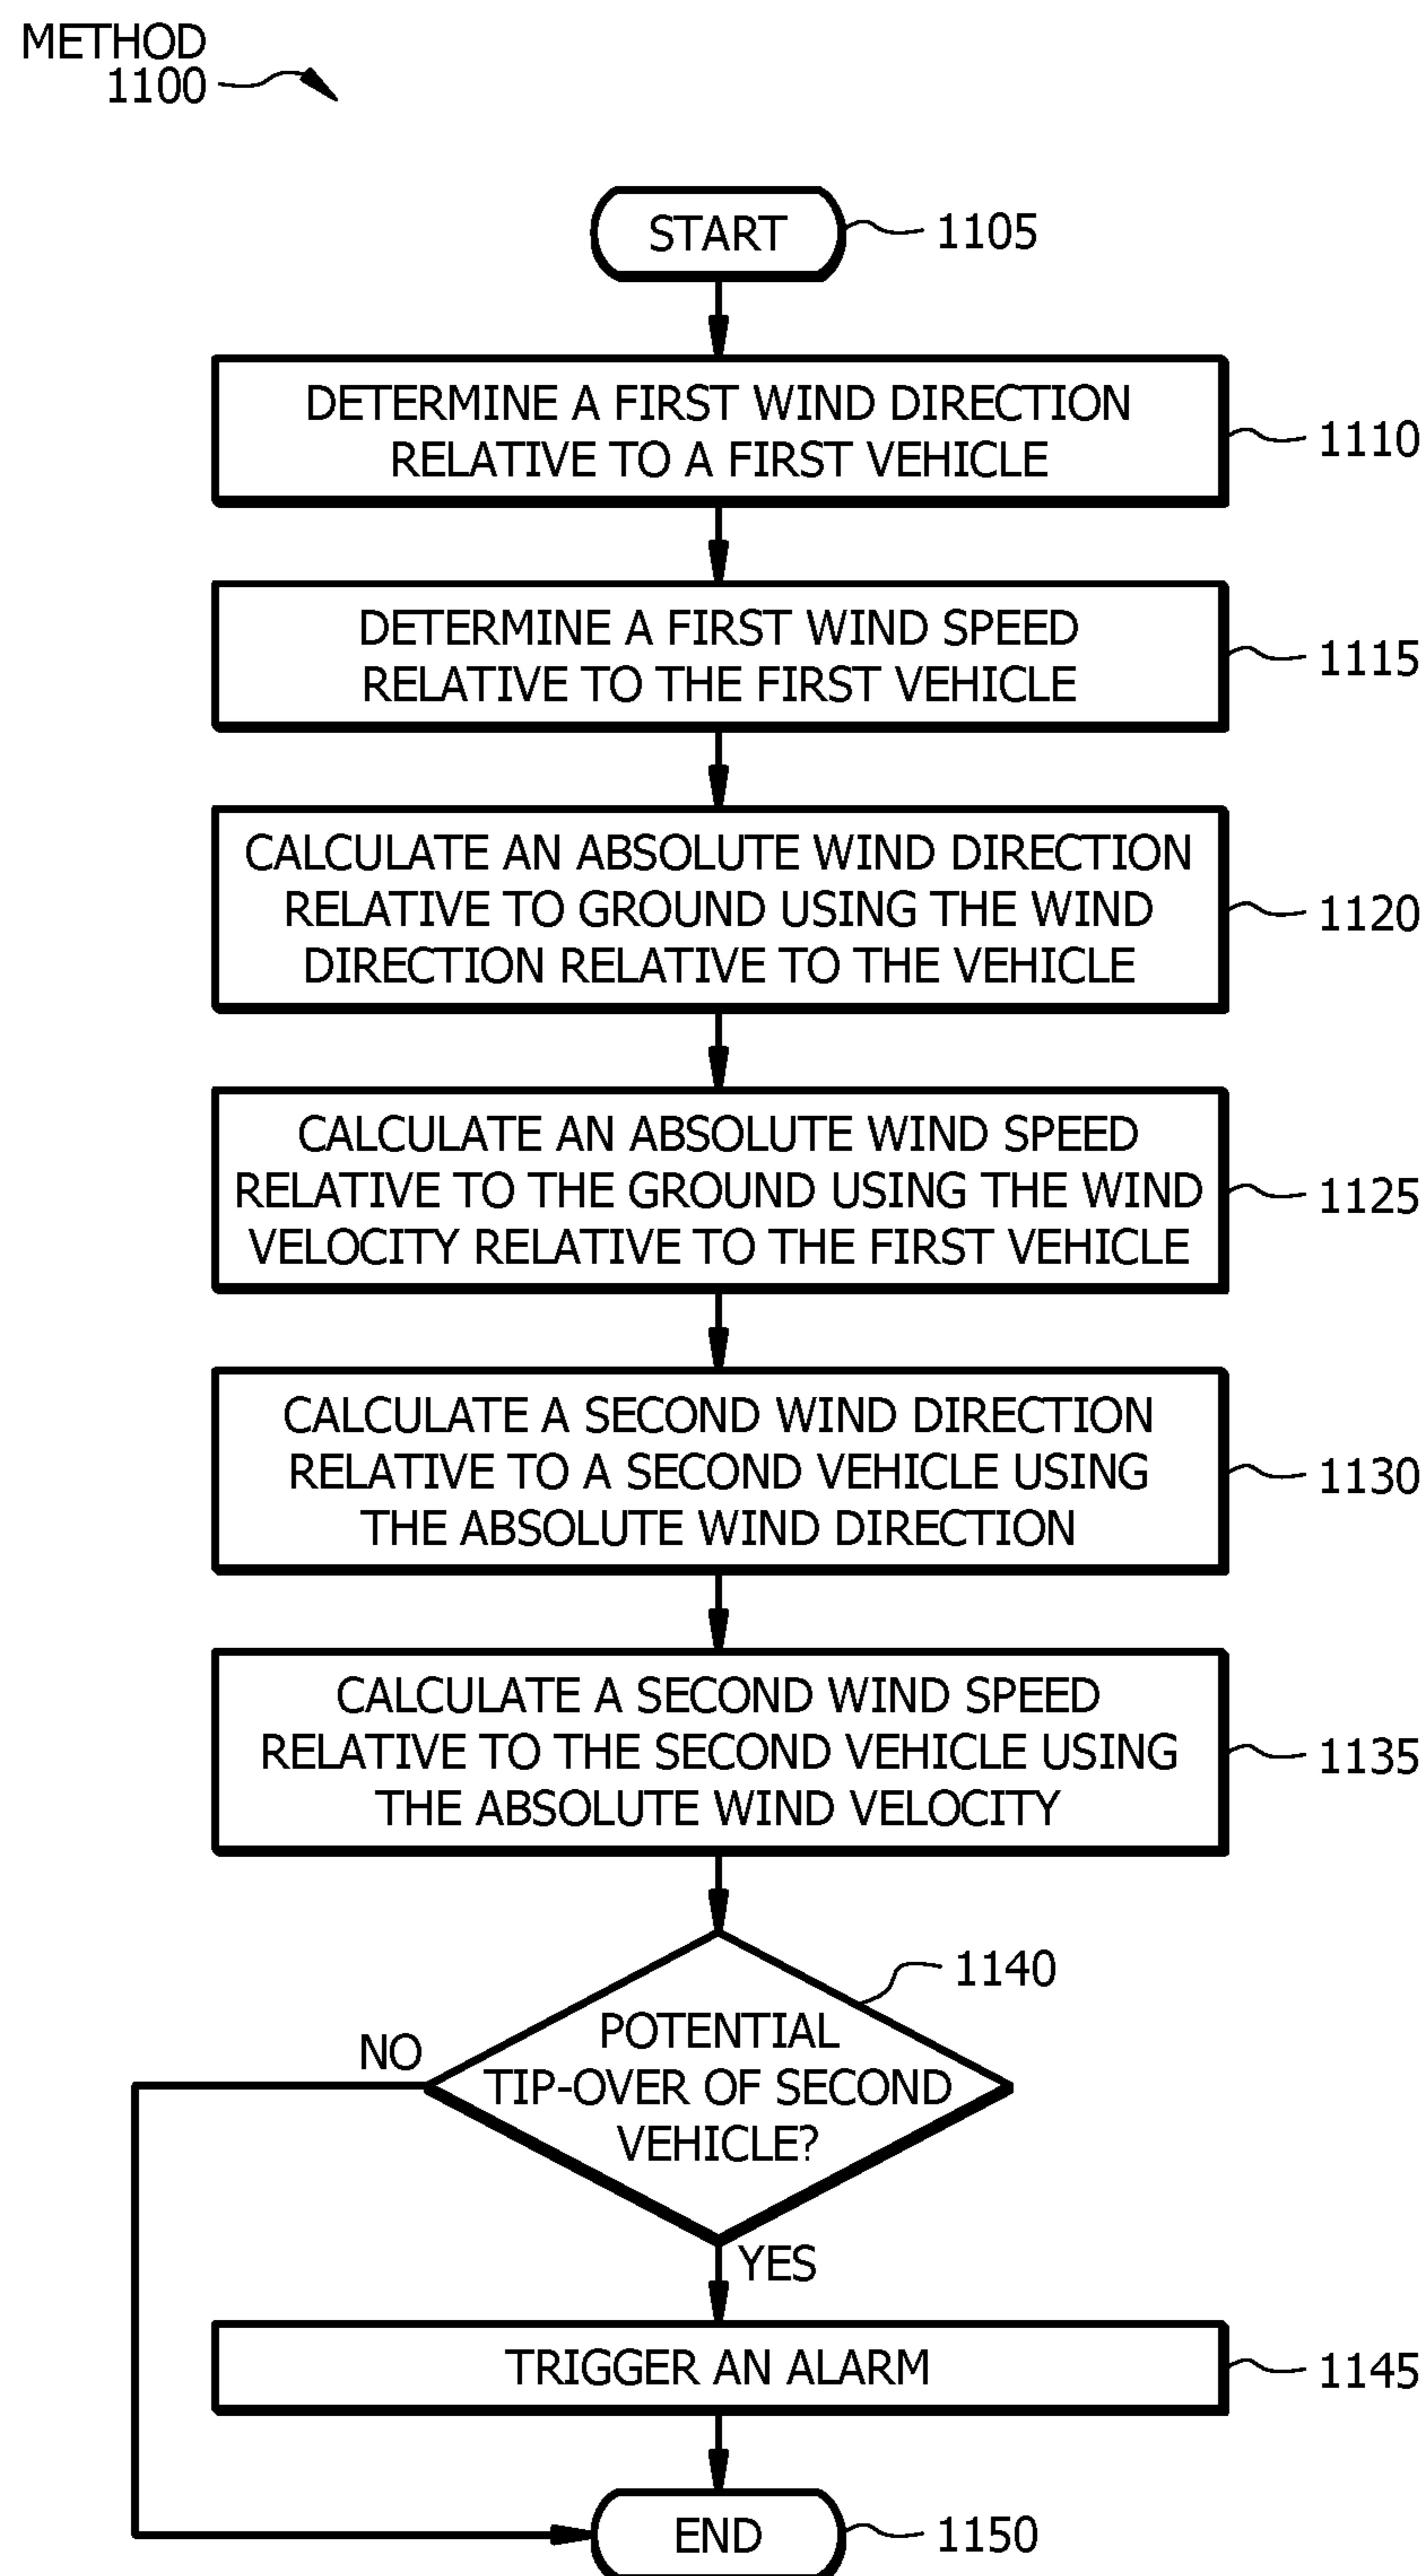 METHOD
1100
START
1105
DETERMINE A FIRST WIND DIRECTION
RELATIVE TO A FIRST VEHICLE
1110
DETERMINE A FIRST WIND SPEED
RELATIVE TO THE FIRST VEHICLE
1115
CALCULATE AN ABSOLUTE WIND DIRECTION
RELATIVE TO GROUND USING THE WIND
DIRECTION RELATIVE TO THE VEHICLE
1120
CALCULATE AN ABSOLUTE WIND SPEED
RELATIVE TO THE GROUND USING THE WIND
VELOCITY RELATIVE TO THE FIRST VEHICLE
1125
CALCULATE A SECOND WIND DIRECTION
RELATIVE TO A SECOND VEHICLE USING
THE ABSOLUTE WIND DIRECTION
1130
CALCULATE A SECOND WIND SPEED
RELATIVE TO THE SECOND VEHICLE USING
THE ABSOLUTE WIND VELOCITY
1135
1140
POTENTIAL
TIP-OVER OF SECOND
VEHICLE?
NO
YES
TRIGGER AN ALARM
1145
END
1150